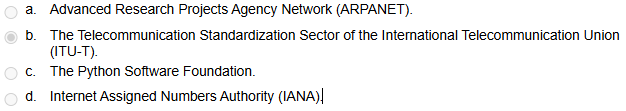 a. Advanced Research Projects Agency Network (ARPANET).
b. The Telecommunication Standardization Sector of the International Telecommunication Union
(ITU-T).
c. The Python Software Foundation.
d. Internet Assigned Numbers Authority (IANA)